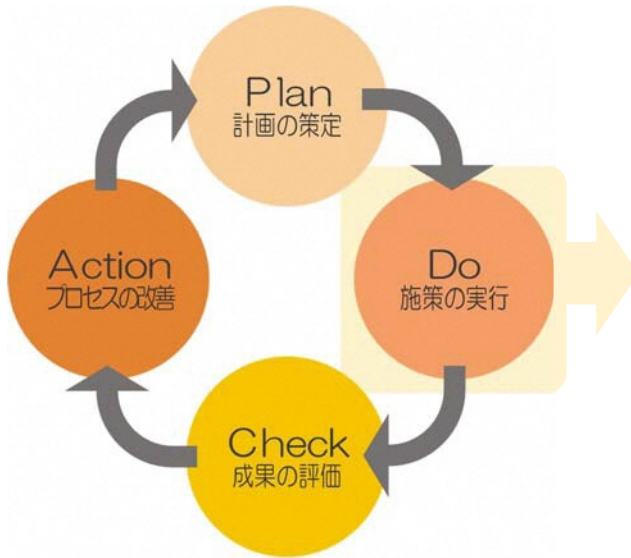 Plan
計画の策定
Do
施策の実行
Check
成果の評価
Action
プロセスの改善